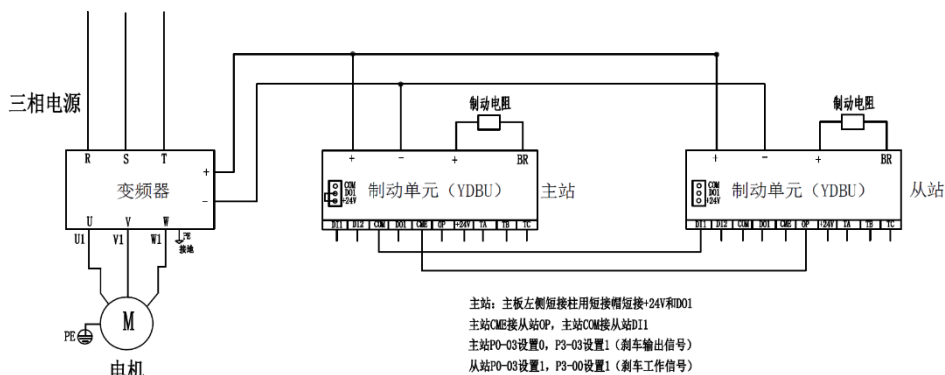 三相电源
R S T
变频器
+
-
U V W
U1 V1 W1 PE
接地
M
PE
电机
制动电阻
+ - + BR
COM
DO1
+24V
制动单元（YDBU）
主站
DI1 DI2 COM DO1 CME OP +24V TA TB TC
制动电阻
+ - + BR
COM
DO1
+24V
制动单元（YDBU）
从站
DI1 DI2 COM DO1 CME OP +24V TA TB TC
主站：主板左侧短接柱用短接帽短接+24V和DO1
主站CME接从站OP，主站COM接从站DI1
主站P0-03设置0，P3-03设置1（刹车输出信号）
从站P0-03设置1，P3-00设置1（刹车工作信号）